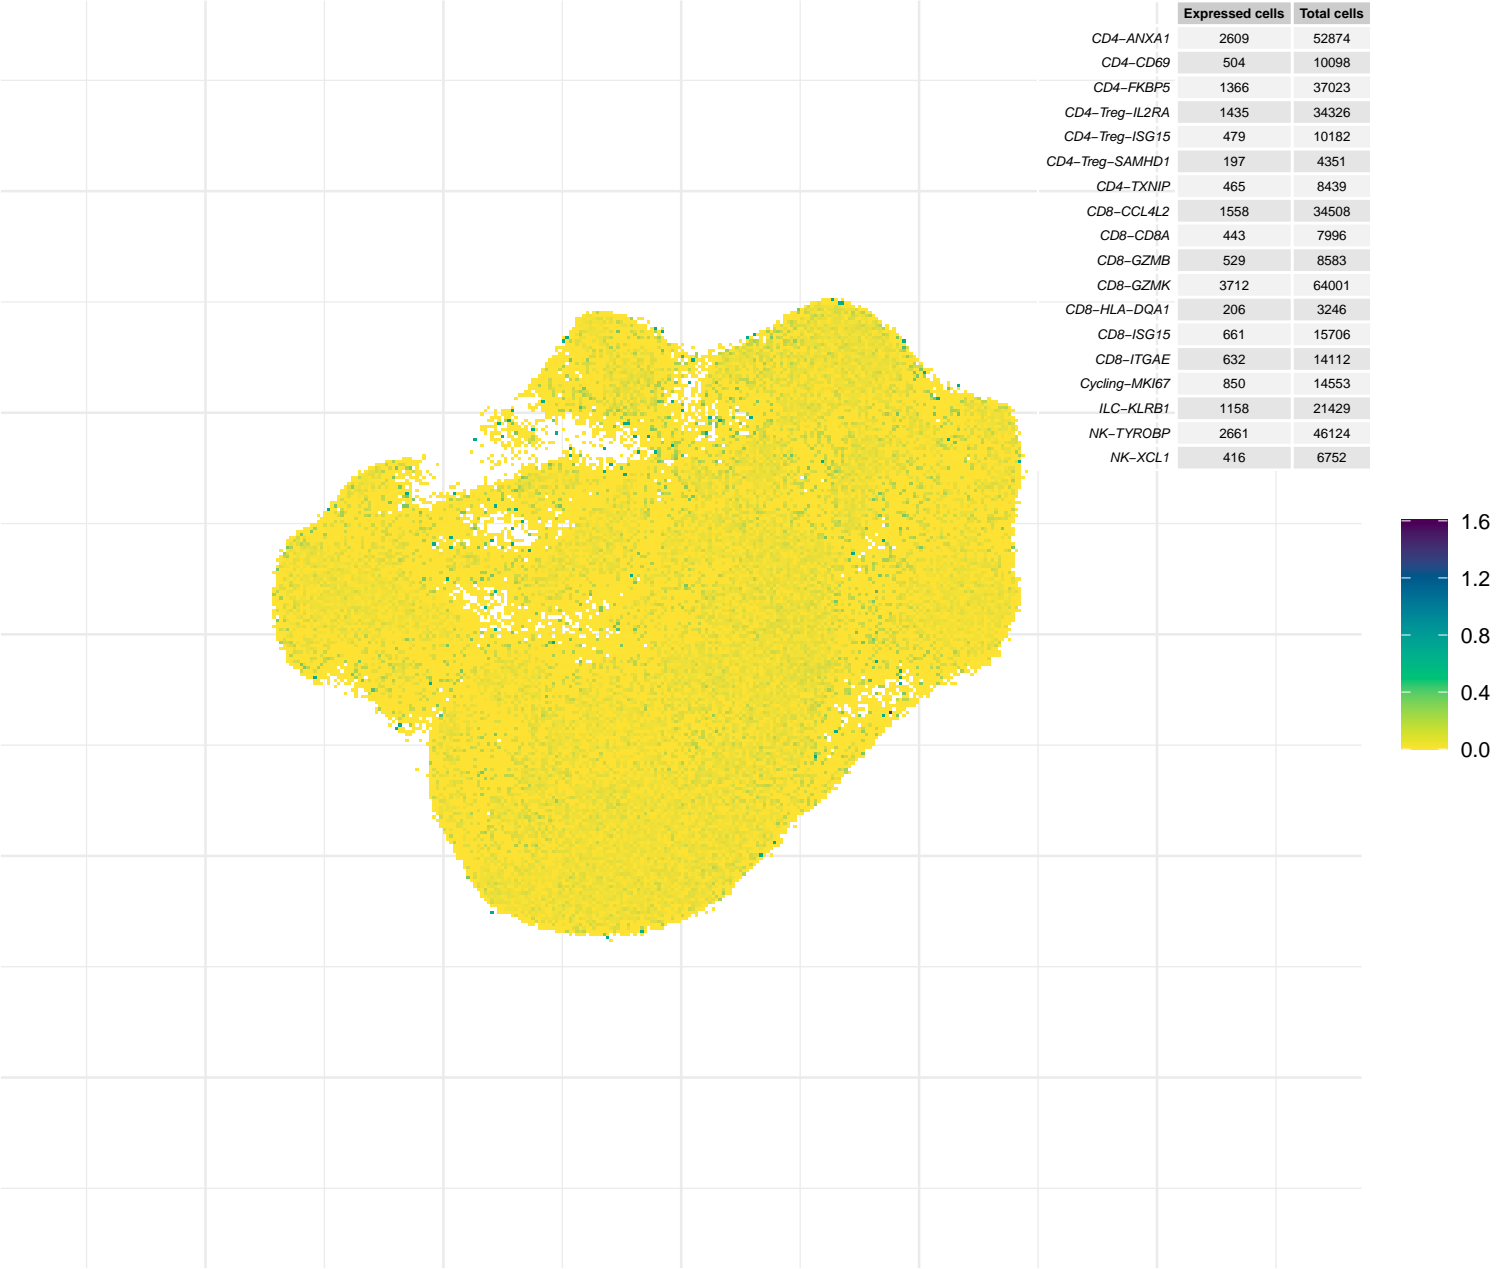 Expressed cells Total cells
CD4−ANXA1 2609 52874
CD4−CD69 504 10098
CD4−FKBP5 1366 37023
CD4−Treg−IL2RA 1435 34326
CD4−Treg−ISG15 479 10182
CD4−Treg−SAMHD1 197 4351
CD4−TXNIP 465 8439
CD8−CCL4L2 1558 34508
CD8−CD8A 443 7996
CD8−GZMB 529 8583
CD8−GZMK 3712 64001
CD8−HLA−DQA1 206 3246
CD8−ISG15 661 15706
CD8−ITGAE 632 14112
Cycling−MKI67 850 14553
ILC−KLRB1 1158 21429
NK−TYROBP 2661 46124
NK−XCL1 416 6752
1.6
1.2
0.8
0.4
0.0